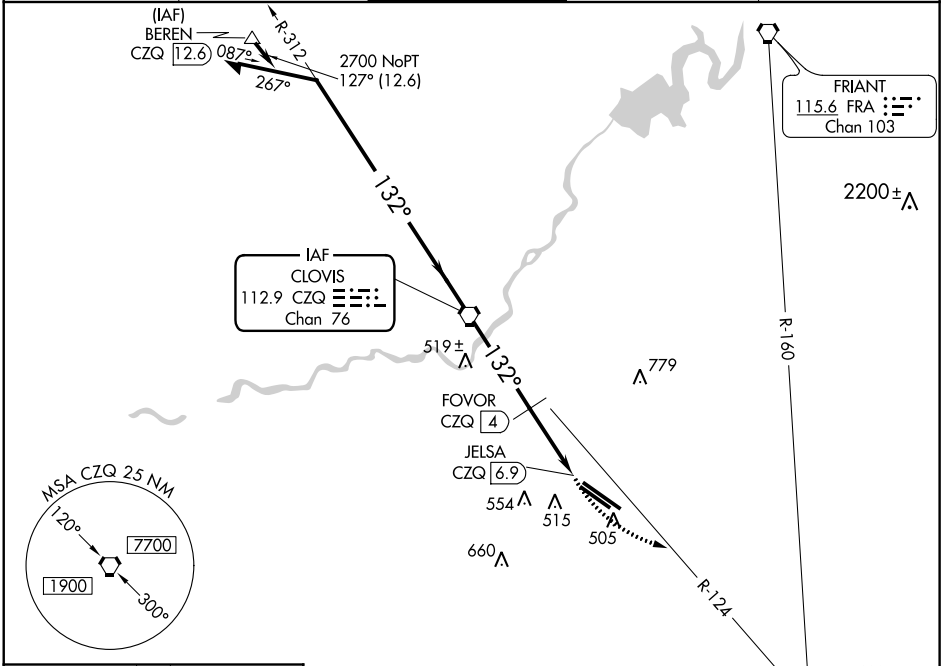 (IAF)
BEREN
CZQ 12.6
R-312
087°
267°
2700 NoPT
127° (12.6)
132°
FRIANT
115.6 FRA
Chan 103
2200±
IAF
CLOVIS
112.9 CZQ
Chan 76
R-160
519±
132°
779
FOVOR
CZQ 4
JELSA
CZQ 6.9
554
515
505
660
R-124
MSA CZQ 25 NM
120°
7700
1900
300°